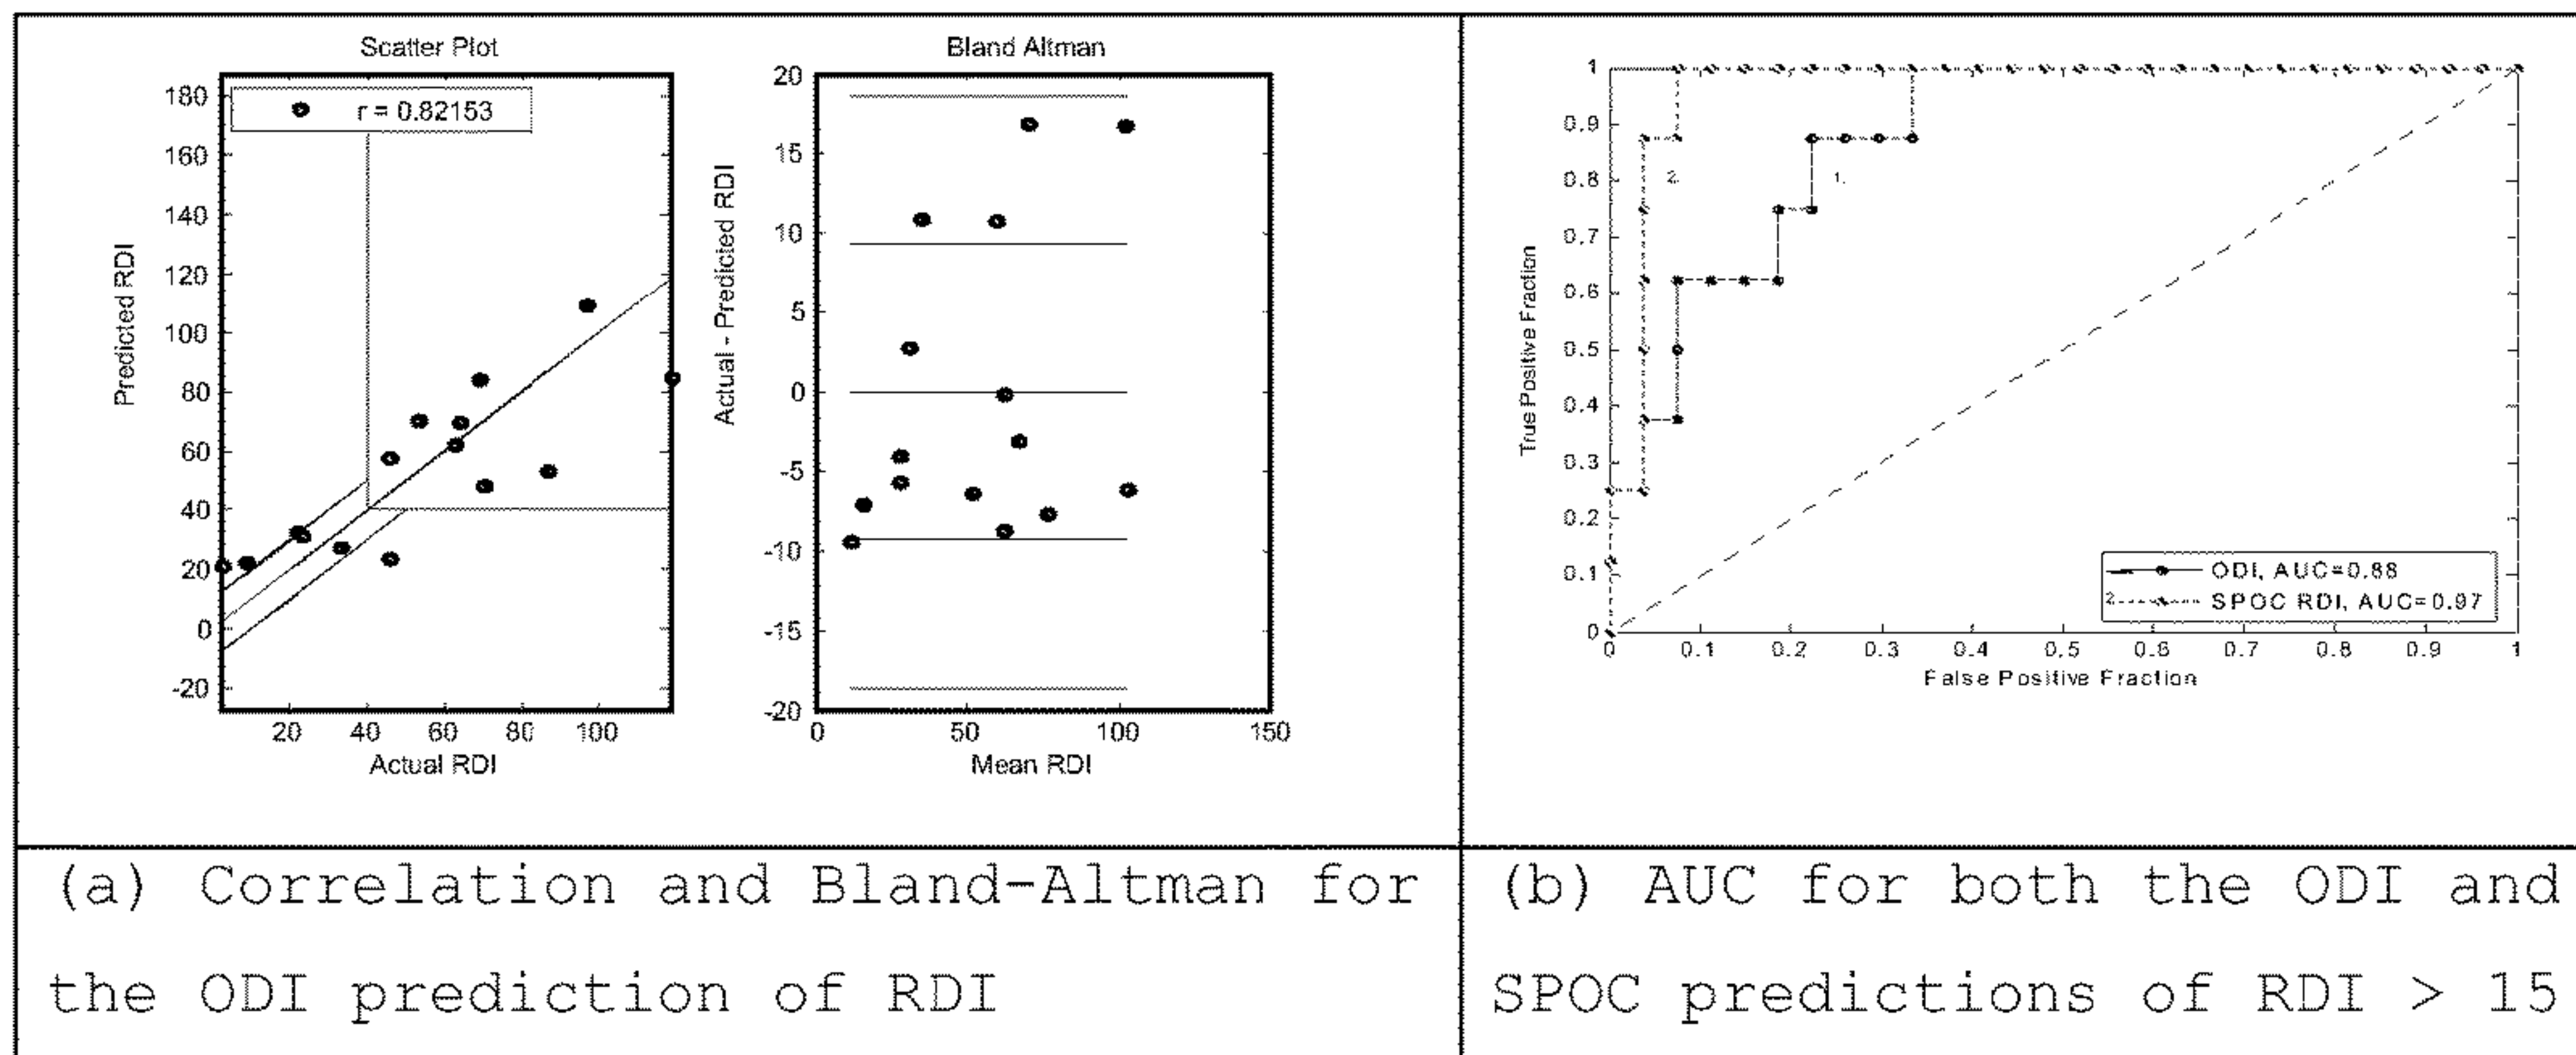 Scatter Plot
r = 0.82153
180
160
140
120
100
80
60
40
20
0
-20
Predicted RDI
20 40 60 80 100
Actual RDI
Bland Altman
20
15
10
5
0
-5
-10
-15
-20
Actual - Predicted RDI
0 50 100 150
Mean RDI
1
0.9
0.8
0.7
0.6
0.5
0.4
0.3
0.2
0.1
0
True Positive Fraction
2.
1.
ODI, AUC=0.88
2 SPOC RDI, AUC=0.97
0 0.1 0.2 0.3 0.4 0.5 0.6 0.7 0.8 0.9 1
False Positive Fraction
(a) Correlation and Bland-Altman for
the ODI prediction of RDI
(b) AUC for both the ODI and
SPOC predictions of RDI > 15